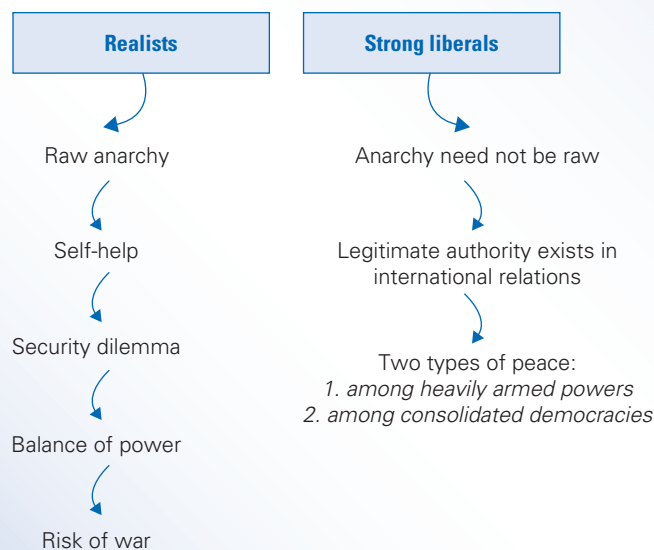 Realists
Raw anarchy
Self-help
Security dilemma
Balance of power
Risk of war
Strong liberals
Anarchy need not be raw
Legitimate authority exists in
international relations
Two types of peace:
1. among heavily armed powers
2. among consolidated democracies